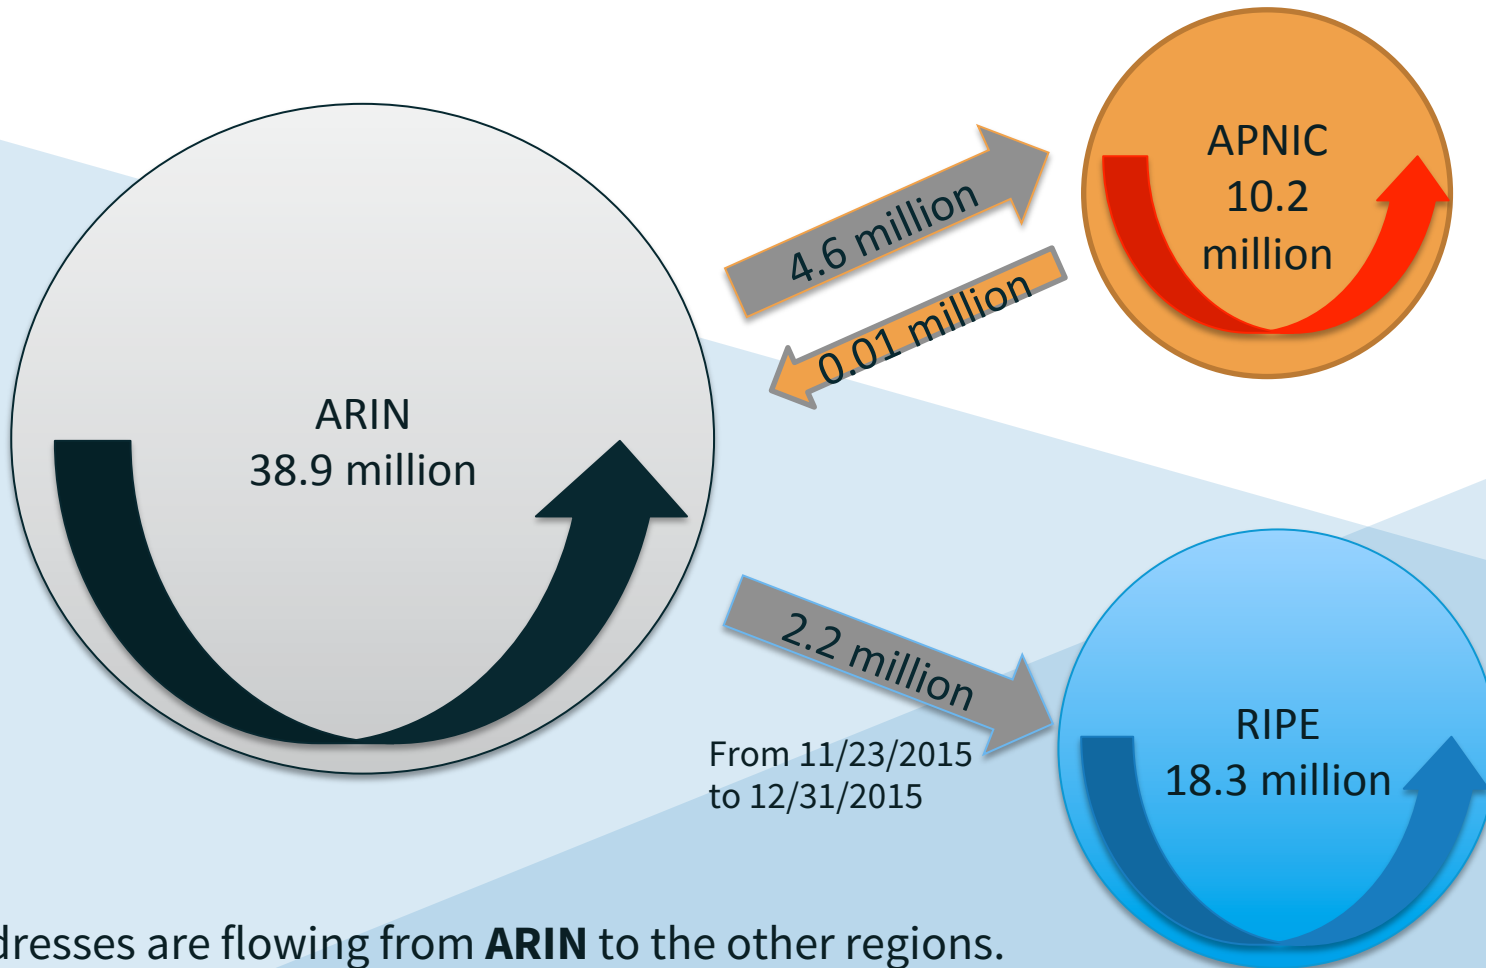 ARIN
38.9 million
4.6 million
0.01 million
APNIC
10.2
million
2.2 million
From 11/23/2015
to 12/31/2015
RIPE
18.3 million
are flowing from ARIN to the other regions.